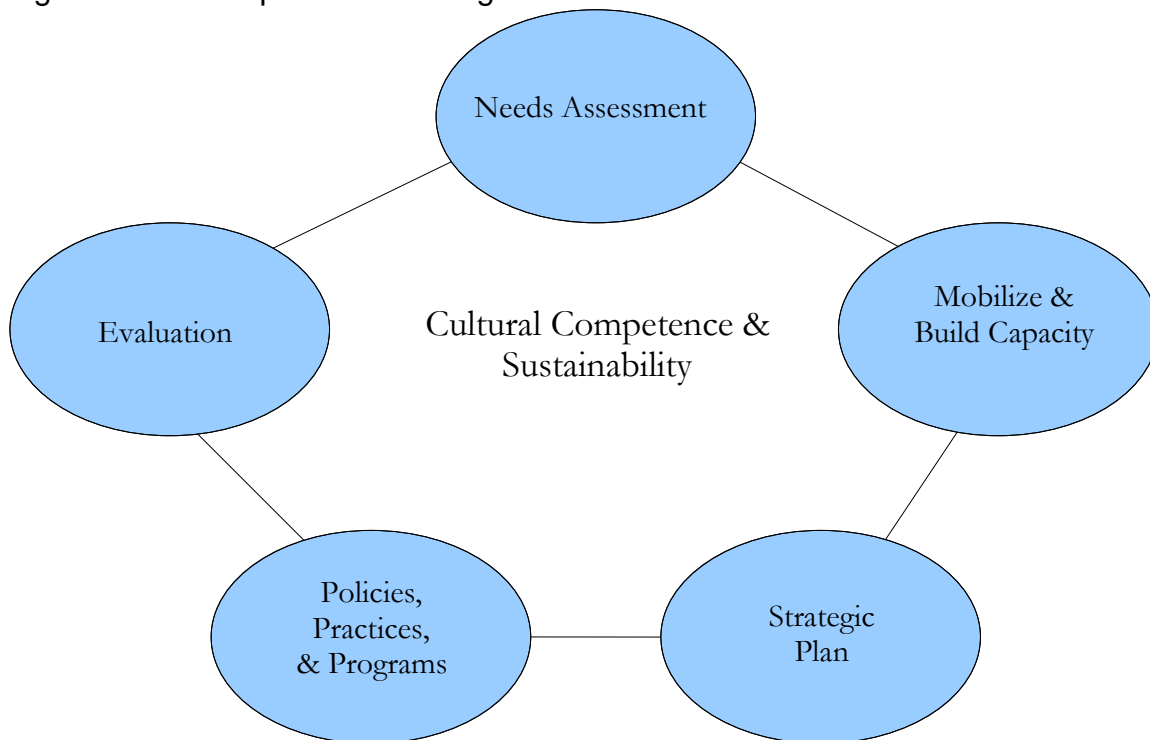 Needs Assessment
Mobilize &
Build Capacity
Cultural Competence &
Sustainability
Evaluation
Policies,
Practices,
& Programs
Strategic
Plan